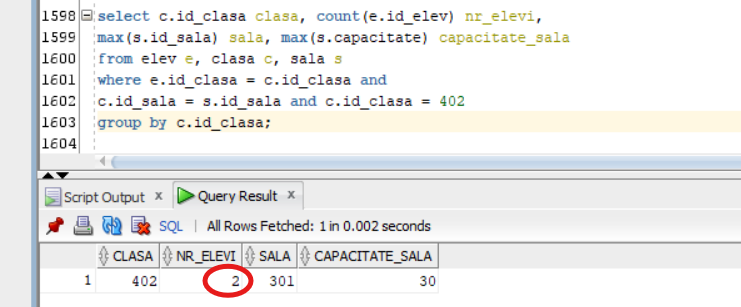 1598 select c.id_clasa clasa, count(e.id_elev) nr_elevi,
1599 max(s.id_sala) sala, max(s.capacitate) capacitate_sala
1600 from elev e, clasa c, sala s
1601 where e.id_clasa = c.id_clasa and
1602 c.id_sala = s.id_sala and c.id_clasa = 402
1603 group by c.id_clasa;
1604
Script Output x Query Result x
SQL | All Rows Fetched: 1 in 0.002 seconds
CLASA NR_ELEVI SALA CAPACITATE_SALA
1 402 2 301 30